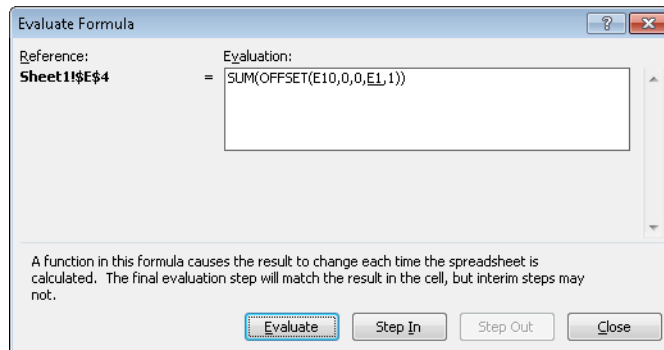 Evaluate Formula
Reference:
Evaluation:
Sheet1!$E$4
=
SUM(OFFSET(E10,0,0,E1,1))
A function in this formula causes the result to change each time the spreadsheet is
calculated. The final evaluation step will match the result in the cell, but interim steps may
not.
Evaluate
Step In
Step Out
Close